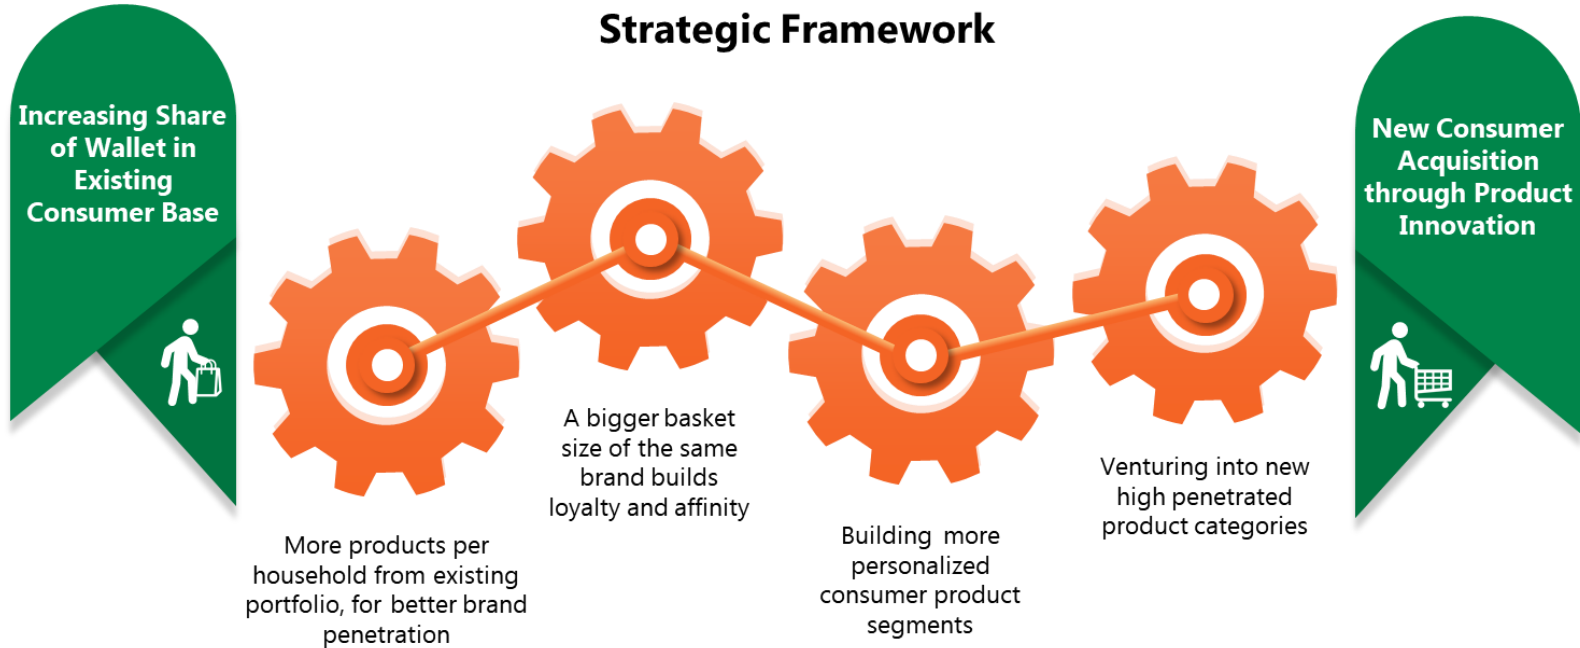 Strategic Framework
Increasing Share
of Wallet in
Existing
Consumer Base
More products per
household from existing
portfolio, for better brand
penetration
A bigger basket
size of the same
brand builds
loyalty and affinity
Building more
personalized
consumer product
segments
Venturing into new
high penetrated
product categories
New Consumer
Acquisition
through Product
Innovation